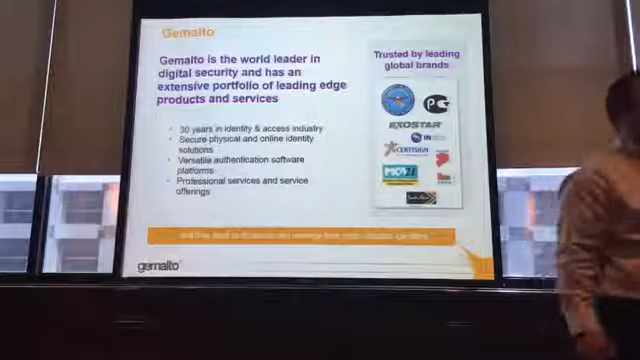 Gemalto
Gemalto is the world leader in
digital security and has an
extensive portfolio of leading edge
products and services
30 years in identity & access industry
Secure physical and online identity
solutions
Versatile authentication software
platforms
Professional services and service
offerings
Trusted by leading
global brands
EXOSTAR
IN
CERTISIGN
gemalto